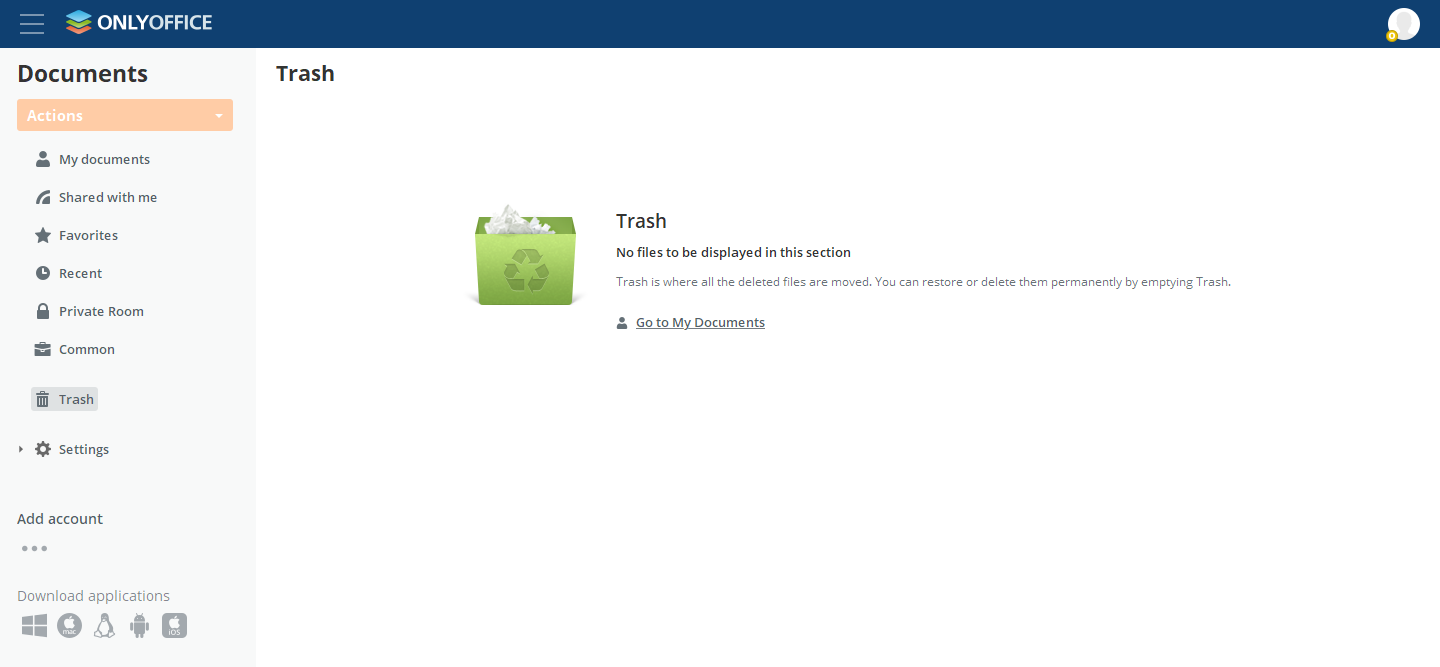 ONLYOFFICE
Documents
Actions
My documents
Shared with me
Favorites
Recent
Private Room
Common
Trash
Settings
Add account
Download applications
mac
iOS
Trash
Trash
No files to be displayed in this section
Trash is where all the deleted files are moved. You can restore or delete them permanently by emptying Trash.
Go to My Documents